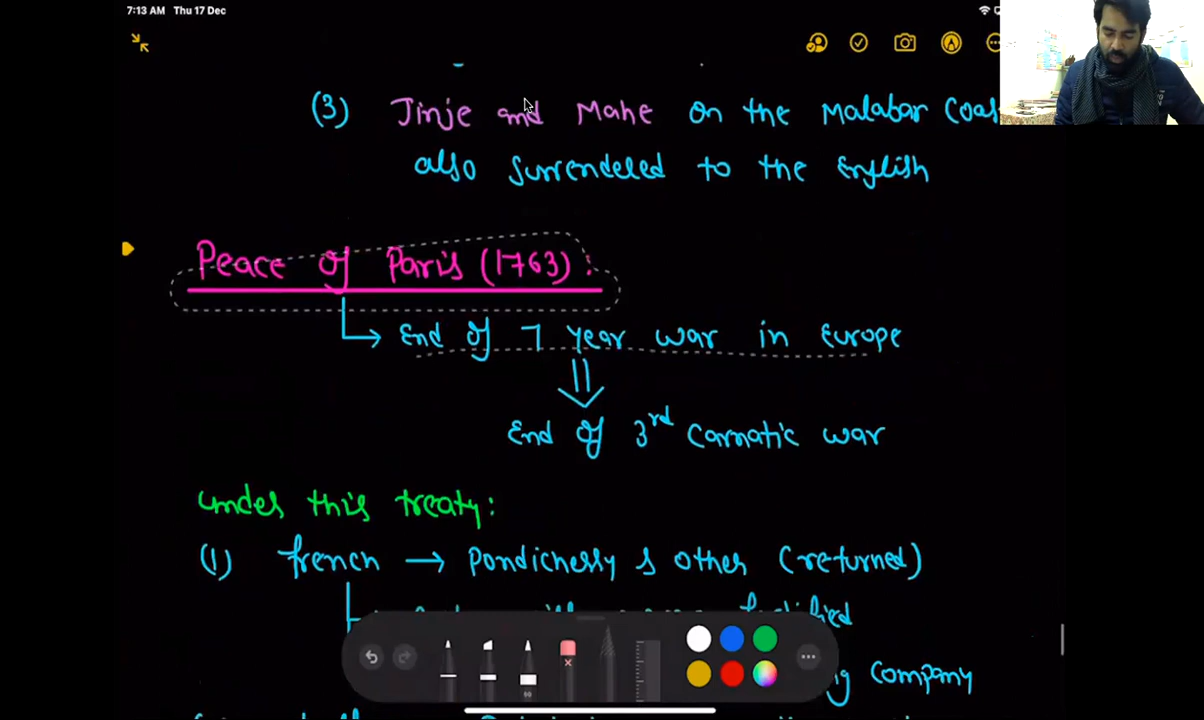 7:13 AM Thu 17 Dec
(3) Jinje and Mahe on the Malabar Coas
also surrendered to the English
Peace of Paris (1763) :
End of 7 year war in Europe
End of 3rd Carnatic war
under this treaty:
(1) french → Pondicherry & other (returned)
company